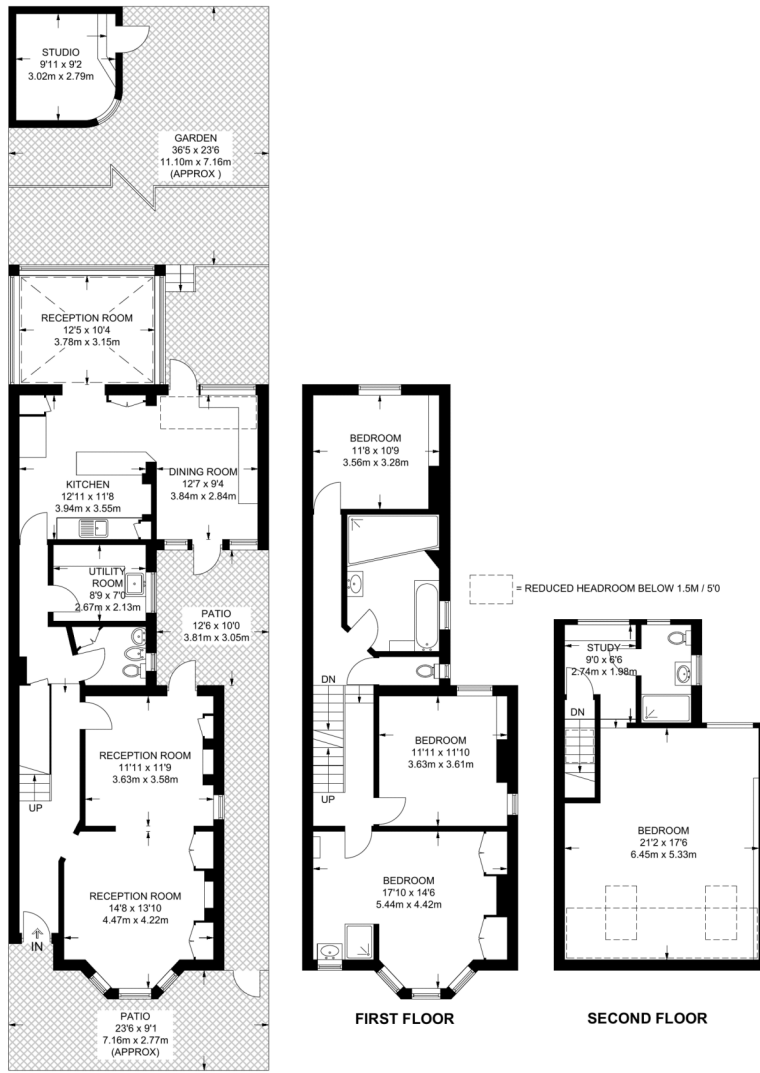 STUDIO
9'11 x 9'2
3.02m x 2.79m
GARDEN
36'5 x 23'6
11.10m x 7.16m
(APPROX )
RECEPTION ROOM
12'5 x 10'4
3.78m x 3.15m
KITCHEN
12'11 x 11'8
3.94m x 3.55m
DINING ROOM
12'7 x 9'4
3.84m x 2.84m
UTILITY
ROOM
8'9 x 7'0
2.67m x 2.13m
PATIO
12'6 x 10'0
3.81m x 3.05m
RECEPTION ROOM
11'11 x 11'9
3.63m x 3.58m
UP
RECEPTION ROOM
14'8 x 13'10
4.47m x 4.22m
IN
PATIO
23'6 x 9'1
7.16m x 2.77m
(APPROX)
BEDROOM
11'8 x 10'9
3.56m x 3.28m
DN
UP
BEDROOM
11'11 x 11'10
3.63m x 3.61m
BEDROOM
17'10 x 14'6
5.44m x 4.42m
FIRST FLOOR
= REDUCED HEADROOM BELOW 1.5M / 5'0
STUDY
9'0 x 6'6
2.74m x 1.98m
DN
BEDROOM
21'2 x 17'6
6.45m x 5.33m
SECOND FLOOR